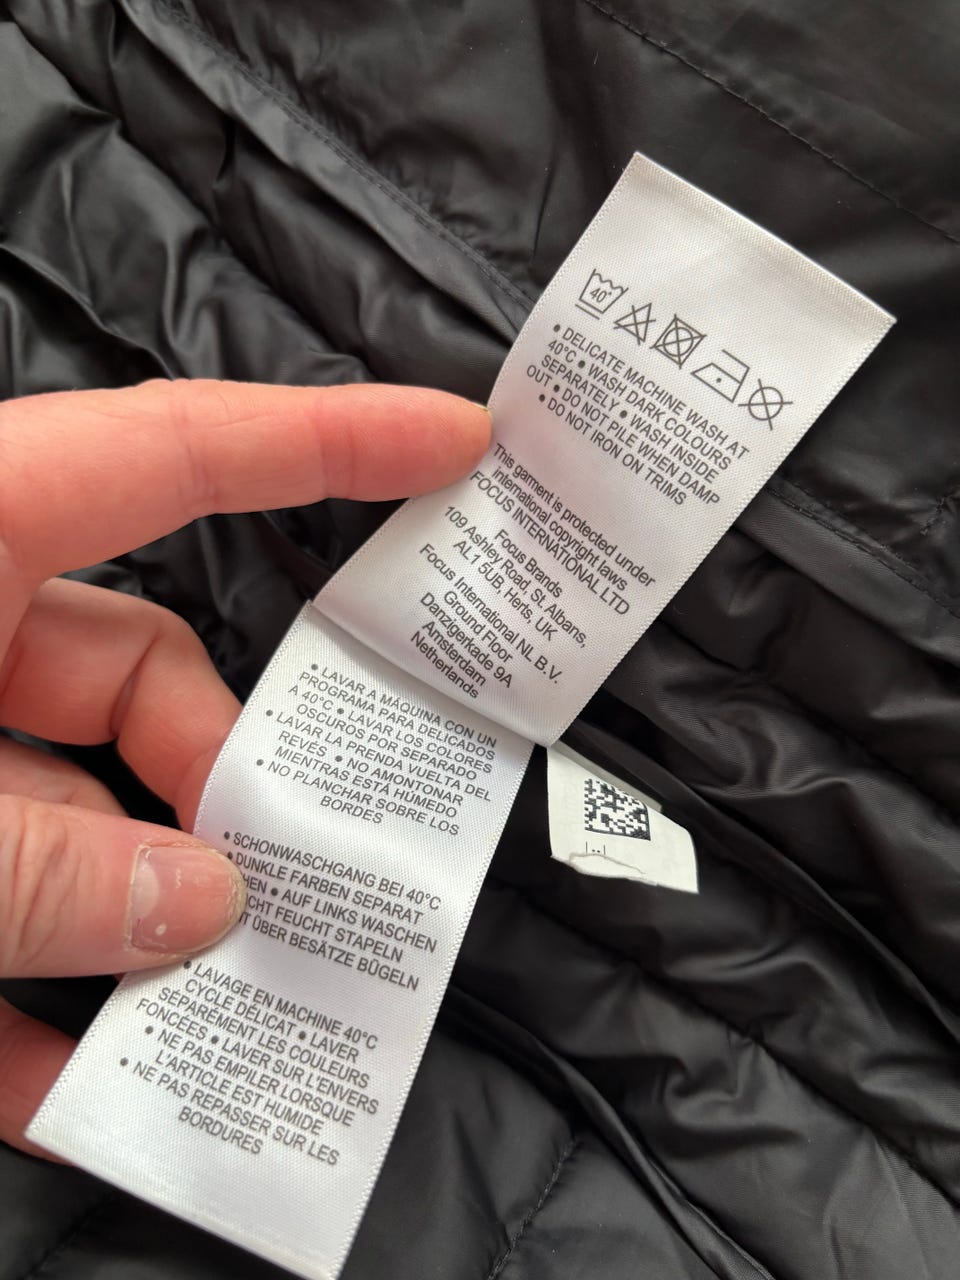 40°
• DELICATE MACHINE WASH AT
40°C • WASH DARK COLOURS
SEPARATELY • WASH INSIDE
OUT • DO NOT PILE WHEN DAMP
• DO NOT IRON ON TRIMS
This garment is protected under
international copyright laws
FOCUS INTERNATIONAL LTD
Focus Brands
109 Ashley Road, St. Albans,
AL1 5UB, Herts, UK
Focus International NL B.V.
Ground Floor
Danzigerkade 9A
Amsterdam
Netherlands
• LAVAR A MÁQUINA CON UN
PROGRAMA PARA DELICADOS
A 40°C • LAVAR LOS COLORES
OSCUROS POR SEPARADO
• LAVAR LA PRENDA VUELTA DEL
REVÉS • NO AMONTONAR
MIENTRAS ESTÁ HÚMEDO
• NO PLANCHAR SOBRE LOS
BORDES
• SCHONWASCHGANG BEI 40°C
• DUNKLE FARBEN SEPARAT
HEN • AUF LINKS WASCHEN
CHT FEUCHT STAPELN
T ÜBER BESÄTZE BÜGELN
• LAVAGE EN MACHINE 40°C
CYCLE DÉLICAT • LAVER
SEPARÉMENT LES COULEURS
FONCÉES • LAVER SUR L'ENVERS
• NE PAS EMPILER LORSQUE
L'ARTICLE EST HUMIDE
• NE PAS REPASSER SUR LES
BORDURES